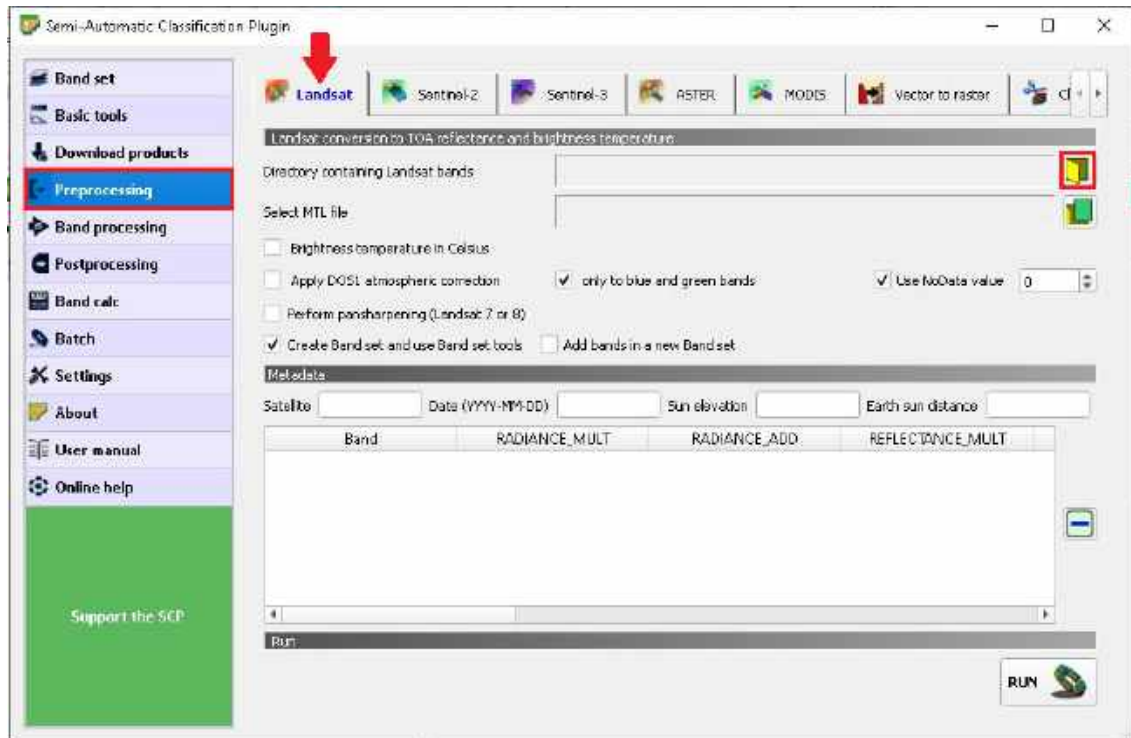 Semi-Automatic Classification Plugin
Band set
Basic tools
Download products
Preprocessing
Band processing
Postprocessing
Band calc
Batch
Settings
About
User manual
Online help
Support the SCP
Landsat Sentinel-2 Sentinel-3 ASTER MODIS Vector to raster
Landsat conversion to TOA reflectance and brightness temperature
Directory containing Landsat bands
Select MTL file
Brightness temperature in Celsius
Apply DOS1 atmospheric correction only to blue and green bands Use NoData value 0
Perform pansharpening (Landsat 7 or 8)
Create Band set and use Band set tools Add bands in a new Band set
Metadata
Satellite Date (YYYY-MM-DD) Sun elevation Earth sun distance
Band RADIANCE_MULT RADIANCE_ADD REFLECTANCE_MULT
Run
RUN